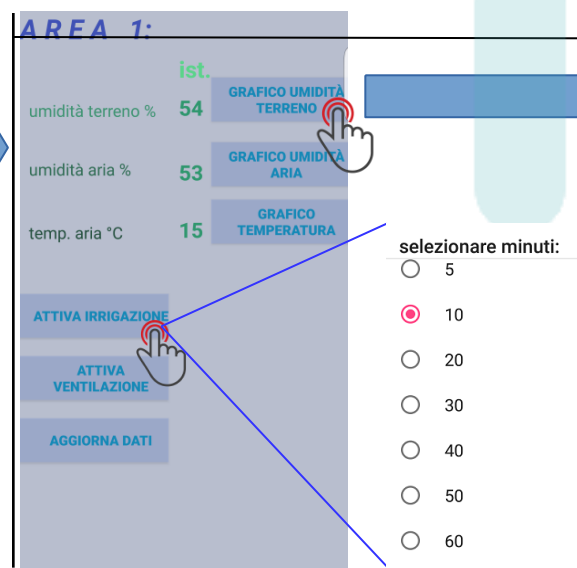 AREA 1:
ist.
umidità terreno %
54
GRAFICO UMIDITÀ
TERRENO
umidità aria %
53
GRAFICO UMIDITÀ
ARIA
temp. aria °C
15
GRAFICO
TEMPERATURA
ATTIVA IRRIGAZIONE
ATTIVA
VENTILAZIONE
AGGIORNA DATI
selezionare minuti:
5
10
20
30
40
50
60